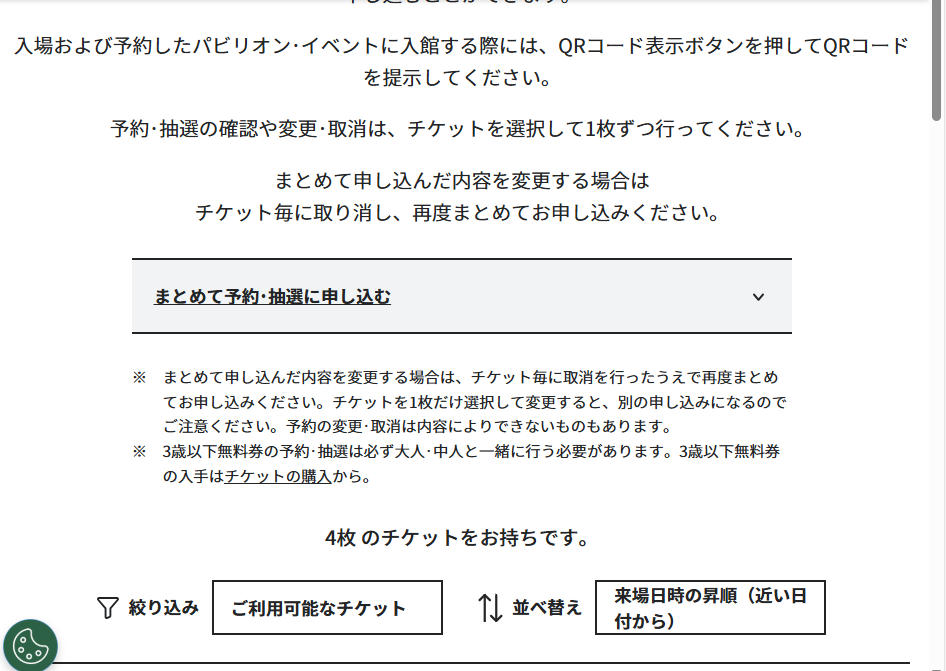 申し込むことができます。
入場および予約したパビリオン·イベントに入館する際には、QRコード表示ボタンを押してQRコード
を提示してください。
予約·抽選の確認や変更·取消は、チケットを選択して1枚ずつ行ってください。
まとめて申し込んだ内容を変更する場合は
チケット毎に取り消し、再度まとめてお申し込みください。
まとめて予約·抽選に申し込む
※ まとめて申し込んだ内容を変更する場合は、チケット毎に取消を行ったうえで再度まとめ
てお申し込みください。チケットを1枚だけ選択して変更すると、別の申し込みになるので
ご注意ください。予約の変更·取消は内容によりできないものもあります。
※ 3歳以下無料券の予約·抽選は必ず大人·中人と一緒に行う必要があります。3歳以下無料券
の入手はチケットの購入から。
4枚 のチケットをお持ちです。
絞り込み ご利用可能なチケット 並べ替え 来場日時の昇順（近い日
付から）